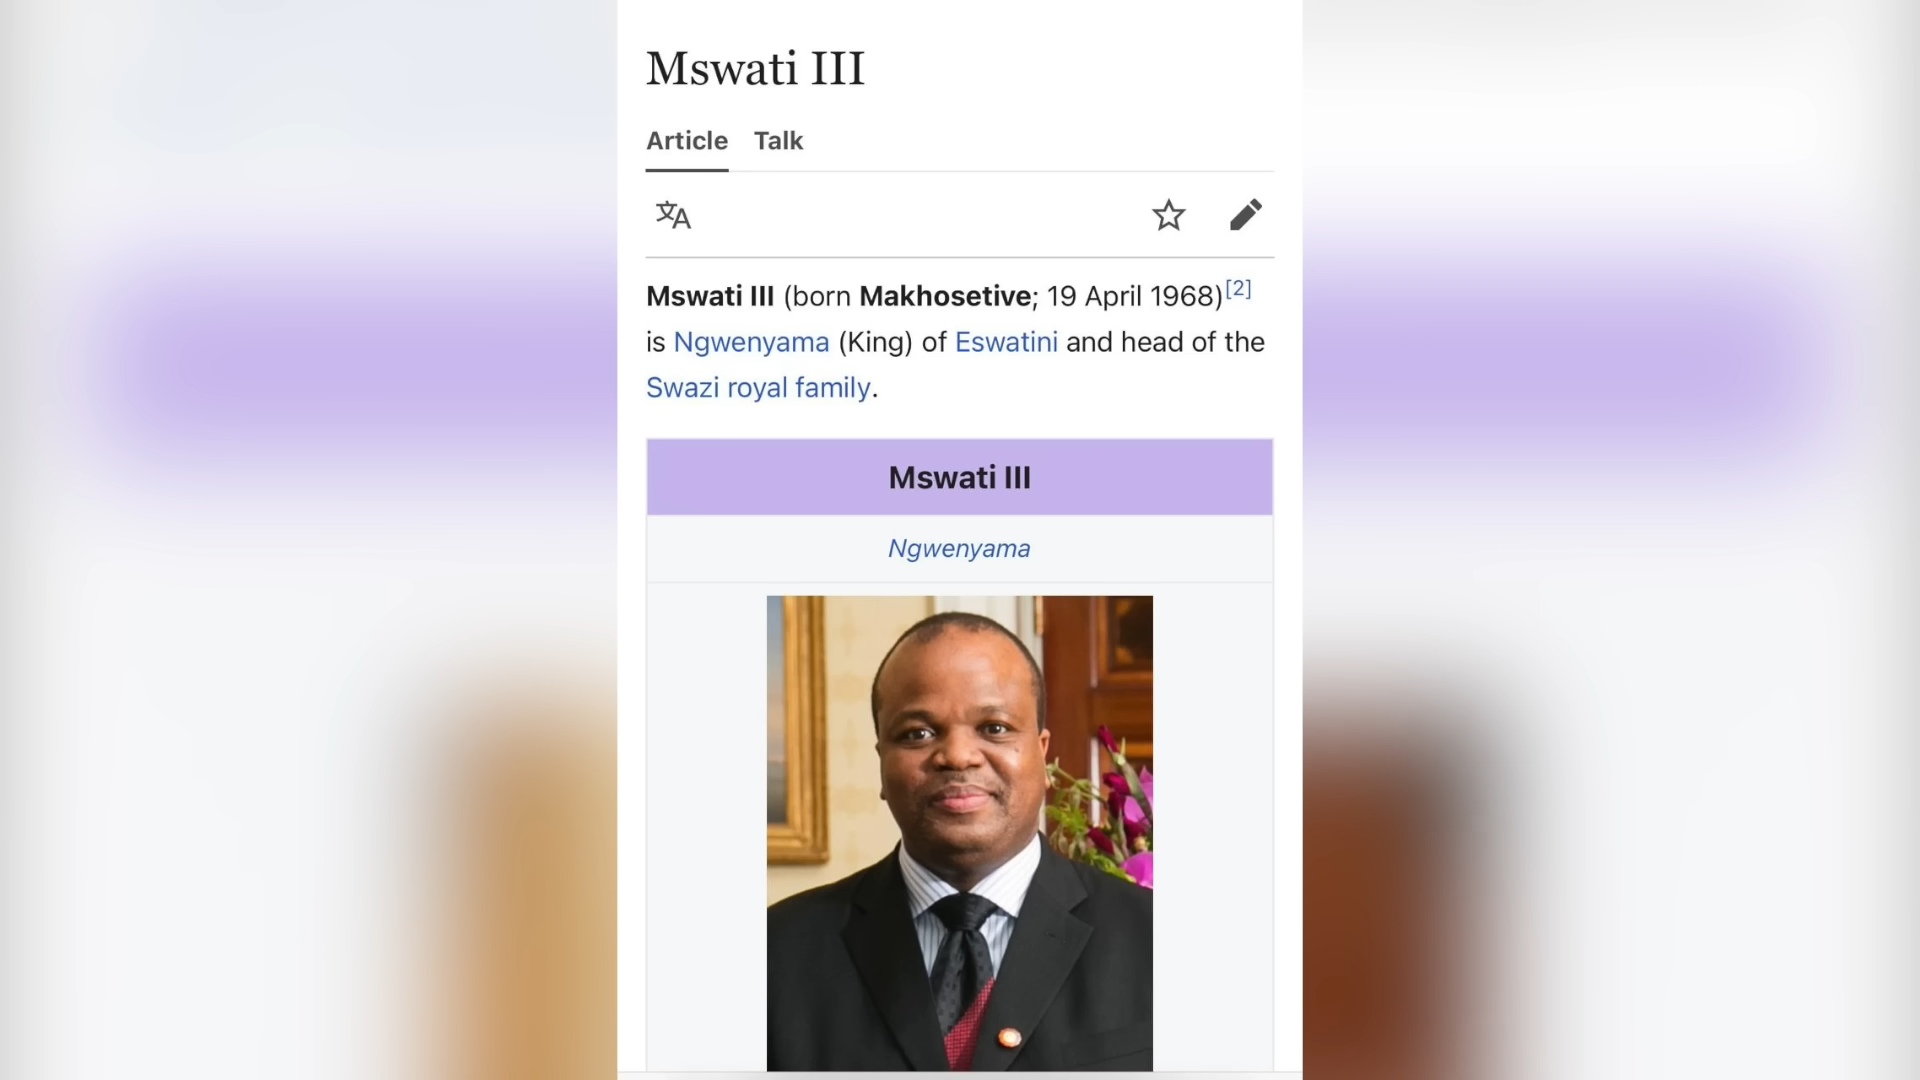 Mswati III
Article Talk
Mswati III (born Makhosetive; 19 April 1968)[2]
is Ngwenyama (King) of Eswatini and head of the
Swazi royal family.
Mswati III
Ngwenyama